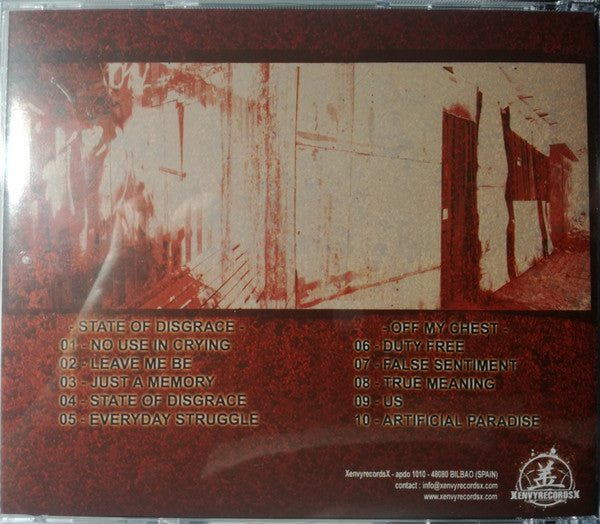 - STATE OF DISGRACE -
01 - NO USE IN CRYING
02 - LEAVE ME BE
03 - JUST A MEMORY
04 - STATE OF DISGRACE
05 - EVERYDAY STRUGGLE
- OFF MY CHEST -
06 - DUTY FREE
07 - FALSE SENTIMENT
08 - TRUE MEANING
09 - US
10 - ARTIFICIAL PARADISE
XenvyrecordsX - apdo 1010 - 48080 BILBAO (SPAIN)
contact : info@xenvyrecordsx.com
www.xenvyrecordsx.com
XENVYRECORDSX